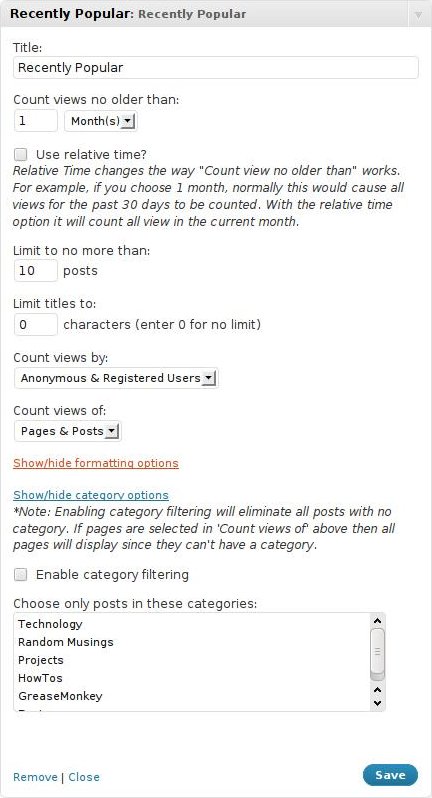 Recently Popular: Recently Popular
Title:
Recently Popular
Count views no older than:
1 Month(s)
Use relative time?
Relative Time changes the way "Count view no older than" works.
For example, if you choose 1 month, normally this would cause all
views for the past 30 days to be counted. With the relative time
option it will count all view in the current month.
Limit to no more than:
10 posts
Limit titles to:
0 characters (enter 0 for no limit)
Count views by:
Anonymous & Registered Users
Count views of:
Pages & Posts
Show/hide formatting options
Show/hide category options
*Note: Enabling category filtering will eliminate all posts with no
category. If pages are selected in 'Count views of' above then all
pages will display since they can't have a category.
Enable category filtering
Choose only posts in these categories:
Technology
Random Musings
Projects
HowTos
GreaseMonkey
Remove | Close
Save